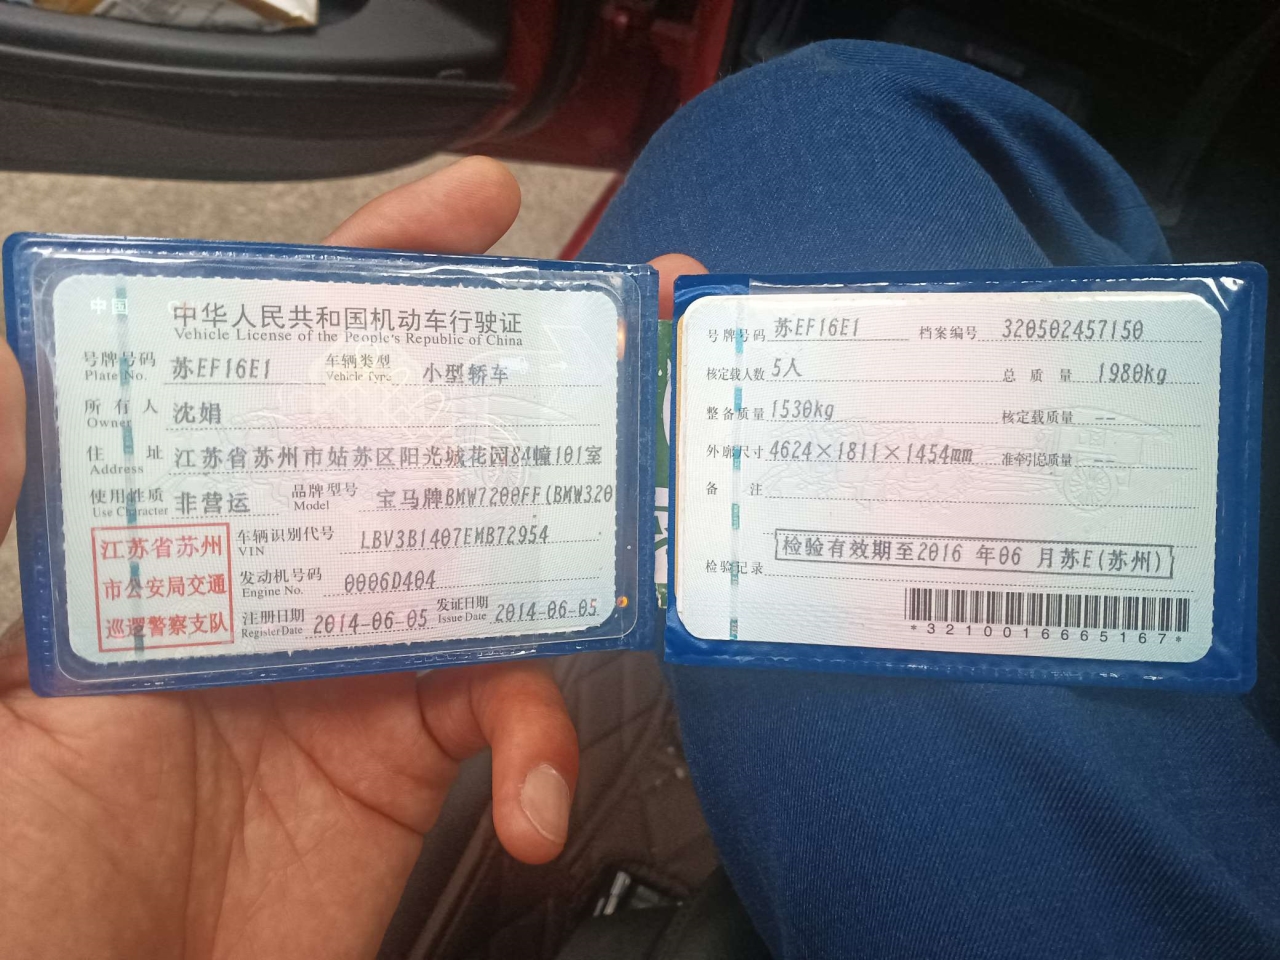 中国
中华人民共和国机动车行驶证
Vehicle License of the People's Republic of China
号牌号码 Plate No. 苏EF16E1 车辆类型 Vehicle Type 小型轿车
所有人 Owner 沈娟
住址 Address 江苏省苏州市姑苏区阳光城花园84幢101室
使用性质 Use Character 非营运 品牌型号 Model 宝马牌BMW7200FF(BMW320
江苏省苏州
市公安局交通
巡逻警察支队
车辆识别代号 VIN LBV3B1407EMB72954
发动机号码 Engine No. 0006D404
注册日期 Register Date 2014-06-05 发证日期 Issue Date 2014-06-05
号牌号码 苏EF16E1 档案编号 320502457150
核定载人数 5人 总质量 1980kg
整备质量 1530kg 核定载质量 --
外廓尺寸 4624×1811×1454mm 准牵引总质量 --
备注
检验记录 检验有效期至2016年06月苏E(苏州)
*3210016665167*